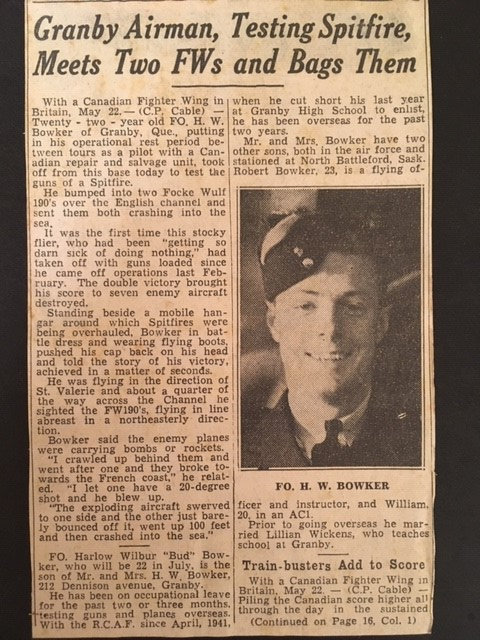 Granby Airman, Testing Spitfire,
Meets Two FWs and Bags Them
With a Canadian Fighter Wing in
Britain, May 22.— (C.P. Cable) —
Twenty - two - year old FO. H. W.
Bowker of Granby, Que., putting
in his operational rest period be-
tween tours as a pilot with a Can-
adian repair and salvage unit, took
off from this base today to test the
guns of a Spitfire.
He bumped into two Focke Wulf
190's over the English channel and
sent them both crashing into the
sea.
It was the first time this stocky
flier, who had been "getting so
darn sick of doing nothing," had
taken off with guns loaded since
he came off operations last Feb-
ruary. The double victory brought
his score to seven enemy aircraft
destroyed.
Standing beside a mobile han-
gar around which Spitfires were
being overhauled, Bowker in bat-
tle dress and wearing flying boots,
pushed his cap back on his head
and told the story of his victory,
achieved in a matter of seconds.
He was flying in the direction of
St. Valerie and about a quarter of
the way across the Channel he
sighted the FW190's, flying in line
abreast in a northeasterly direc-
tion.
Bowker said the enemy planes
were carrying bombs or rockets.
"I crawled up behind them and
went after one and they broke to-
wards the French coast," he relat-
ed. "I let one have a 20-degree
shot and he blew up.
"The exploding aircraft swerved
to one side and the other just bare-
ly bounced off it, went up 100 feet
and then crashed into the sea."
FO. Harlow Wilbur "Bud" Bow-
ker, who will be 22 in July, is the
son of Mr. and Mrs. H. W. Bowker,
212 Dennison avenue, Granby.
He has been on occupational leave
for the past two or three months,
testing guns and planes overseas.
With the R.C.A.F. since April, 1941,
when he cut short his last year
at Granby High School to enlist,
he has been overseas for the past
two years.
Mr. and Mrs. Bowker have two
other sons, both in the air force and
stationed at North Battleford, Sask.
Robert Bowker, 23, is a flying of-
FO. H. W. BOWKER
ficer and instructor, and William,
20, in an AC1.
Prior to going overseas he mar-
ried Lillian Wickens, who teaches
school at Granby.
Train-busters Add to Score
With a Canadian Fighter Wing in
Britain, May 22. — (C.P. Cable) —
Piling the Canadian score higher all
through the day in the sustained
(Continued on Page 16, Col. 1)